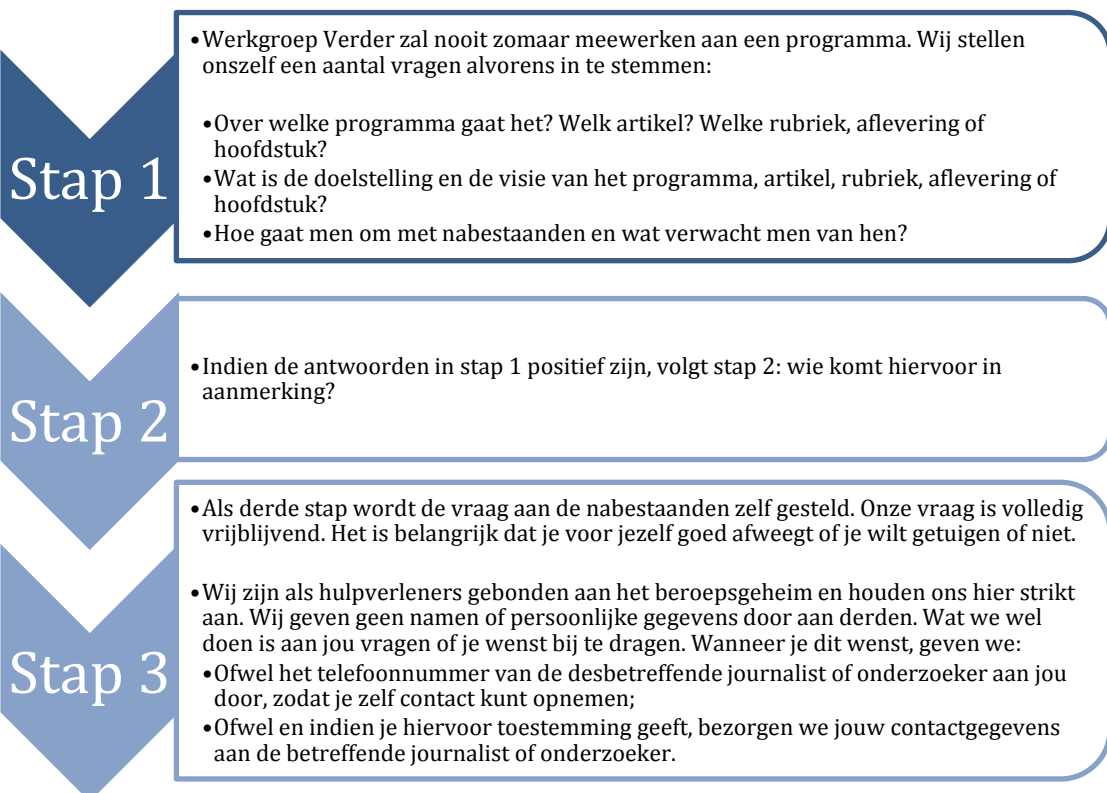 Stap 1
•Werkgroep Verder zal nooit zomaar meewerken aan een programma. Wij stellen
onszelf een aantal vragen alvorens in te stemmen:
•Over welke programma gaat het? Welk artikel? Welke rubriek, aflevering of
hoofdstuk?
•Wat is de doelstelling en de visie van het programma, artikel, rubriek, aflevering of
hoofdstuk?
•Hoe gaat men om met nabestaanden en wat verwacht men van hen?
Stap 2
•Indien de antwoorden in stap 1 positief zijn, volgt stap 2: wie komt hiervoor in
aanmerking?
Stap 3
•Als derde stap wordt de vraag aan de nabestaanden zelf gesteld. Onze vraag is volledig
vrijblijvend. Het is belangrijk dat je voor jezelf goed afweegt of je wilt getuigen of niet.
•Wij zijn als hulpverleners gebonden aan het beroepsgeheim en houden ons hier strikt
aan. Wij geven geen namen of persoonlijke gegevens door aan derden. Wat we wel
doen is aan jou vragen of je wenst bij te dragen. Wanneer je dit wenst, geven we:
•Ofwel het telefoonnummer van de desbetreffende journalist of onderzoeker aan jou
door, zodat je zelf contact kunt opnemen;
•Ofwel en indien je hiervoor toestemming geeft, bezorgen we jouw contactgegevens
aan de betreffende journalist of onderzoeker.